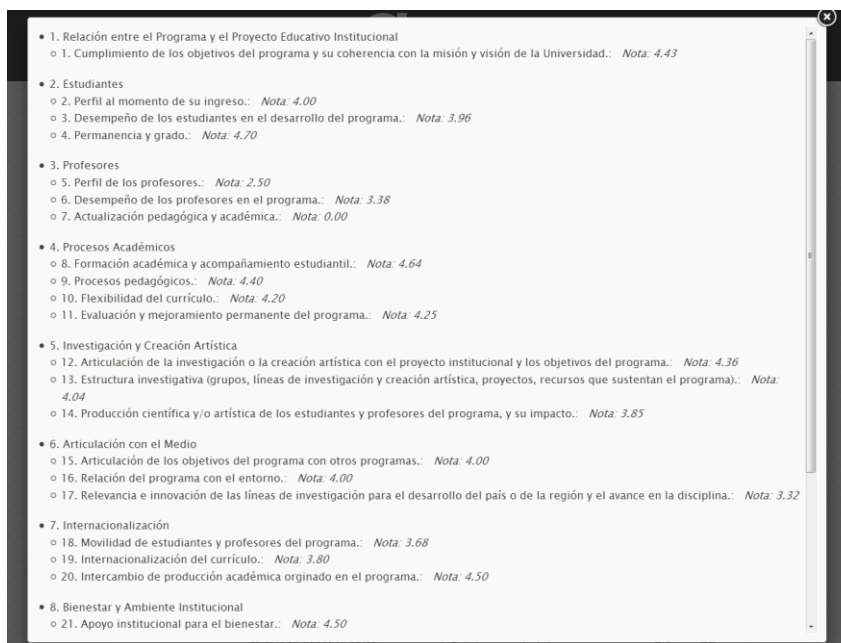 1. Relación entre el Programa y el Proyecto Educativo Institucional
1. Cumplimiento de los objetivos del programa y su coherencia con la misión y visión de la Universidad.: Nota: 4.43
2. Estudiantes
2. Perfil al momento de su ingreso.: Nota: 4.00
3. Desempeño de los estudiantes en el desarrollo del programa.: Nota: 3.96
4. Permanencia y grado.: Nota: 4.70
3. Profesores
5. Perfil de los profesores.: Nota: 2.50
6. Desempeño de los profesores en el programa.: Nota: 3.38
7. Actualización pedagógica y académica.: Nota: 0.00
4. Procesos Académicos
8. Formación académica y acompañamiento estudiantil.: Nota: 4.64
9. Procesos pedagógicos.: Nota: 4.40
10. Flexibilidad del currículo.: Nota: 4.20
11. Evaluación y mejoramiento permanente del programa.: Nota: 4.25
5. Investigación y Creación Artística
12. Articulación de la investigación o la creación artística con el proyecto institucional y los objetivos del programa.: Nota: 4.36
13. Estructura investigativa (grupos, líneas de investigación y creación artística, proyectos, recursos que sustentan el programa).: Nota:
4.04
14. Producción científica y/o artística de los estudiantes y profesores del programa, y su impacto.: Nota: 3.85
6. Articulación con el Medio
15. Articulación de los objetivos del programa con otros programas.: Nota: 4.00
16. Relación del programa con el entorno.: Nota: 4.00
17. Relevancia e innovación de las líneas de investigación para el desarrollo del país o de la región y el avance en la disciplina.: Nota: 3.32
7. Internacionalización
18. Movilidad de estudiantes y profesores del programa.: Nota: 3.68
19. Internacionalización del currículo.: Nota: 3.80
20. Intercambio de producción académica orginado en el programa.: Nota: 4.50
8. Bienestar y Ambiente Institucional
21. Apoyo institucional para el bienestar.: Nota: 4.50